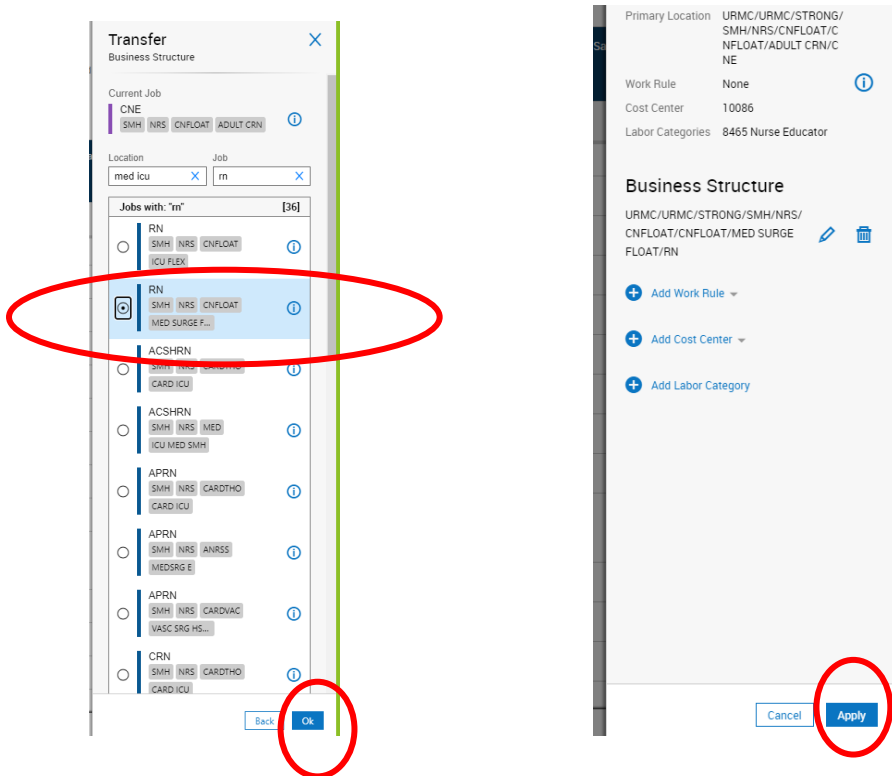 Transfer
Business Structure
Current Job
CNE
SMH NRS CNFLOAT ADULT CRN
Location Job
med icu rn
Jobs with: "rn" [36]
RN
SMH NRS CNFLOAT
ICU FLEX
RN
SMH NRS CNFLOAT
MED SURGE F...
ACSHRN
SMH NRS CARDTHO
CARD ICU
ACSHRN
SMH NRS MED
ICU MED SMH
APRN
SMH NRS CARDTHO
CARD ICU
APRN
SMH NRS ANRSS
MEDSRG E
APRN
SMH NRS CARDVAC
VASC SRG HS...
CRN
SMH NRS CARDTHO
CARD ICU
Back Ok
Sa
Primary Location URMC/URMC/STRONG/
SMH/NRS/CNFLOAT/C
NFLOAT/ADULT CRN/C
NE
Work Rule None
Cost Center 10086
Labor Categories 8465 Nurse Educator
Business Structure
URMC/URMC/STRONG/SMH/NRS/
CNFLOAT/CNFLOAT/MED SURGE
FLOAT/RN
Add Work Rule
Add Cost Center
Add Labor Category
Cancel Apply